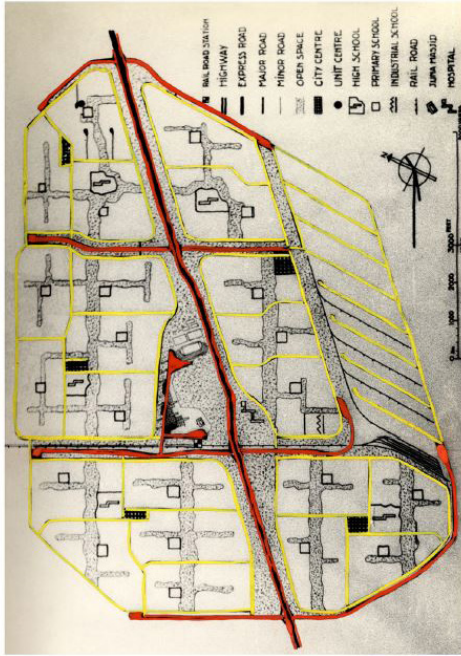 RAIL ROAD STATION
HIGHWAY
EXPRESS ROAD
MAJOR ROAD
MINOR ROAD
OPEN SPACE
CITY CENTRE
UNIT CENTRE
HIGH SCHOOL
PRIMARY SCHOOL
INDUSTRIAL SCHOOL
RAIL ROAD
JUMA MASJID
HOSPITAL
N
0 1000 2000 3000 FEET